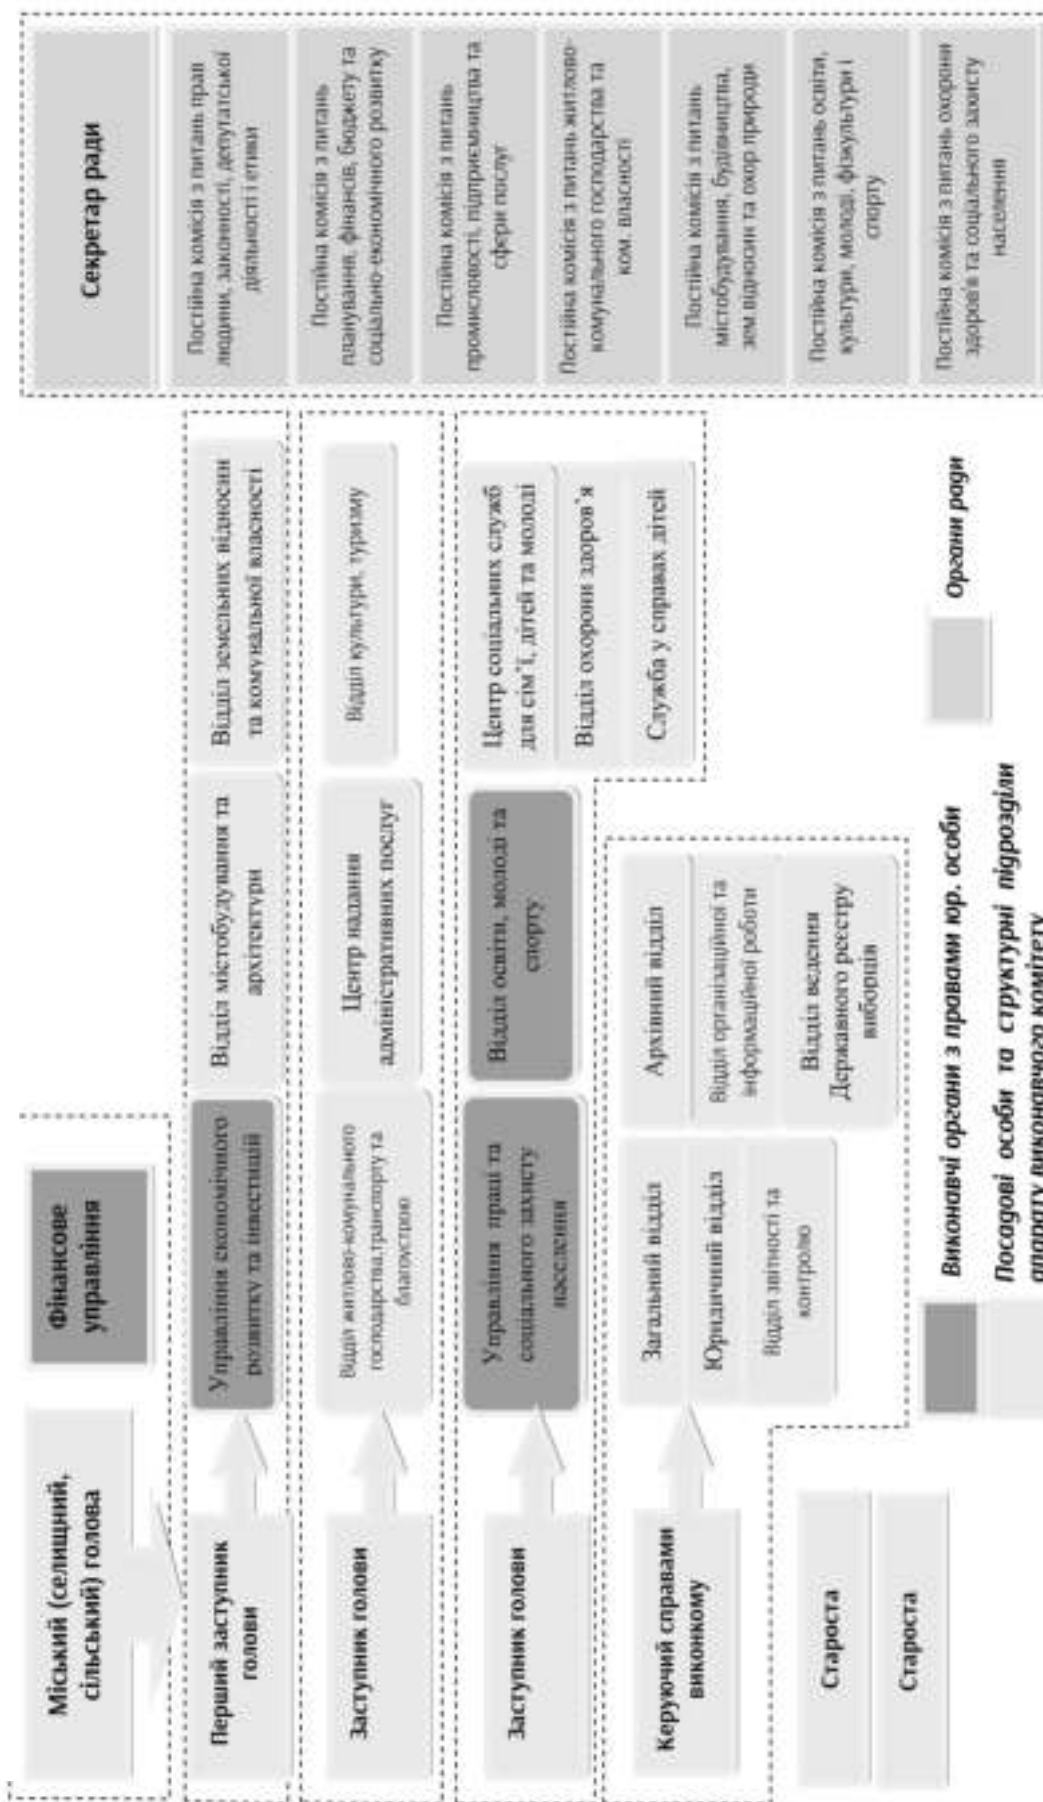 Міський (селищний,
сільський) голова
Фінансове
управління
Перший заступник
голови
Управління економічного
розвитку та інвестицій
Відділ містобудування та
архітектури
Відділ земельних відносин
та комунальної власності
Заступник голови
Відділ житлово-комунального
господарства,транспорту та
благоустрою
Центр надання
адміністративних послуг
Відділ культури, туризму
Заступник голови
Управління праці та
соціального захисту
населення
Відділ освіти, молоді та
спорту
Центр соціальних служб
для сім`ї, дітей та молоді
Відділ охорони здоров`я
Служба у справах дітей
Керуючий справами
виконкому
Загальний відділ
Юридичний відділ
Відділ звітності та
контролю
Архівний відділ
Відділ організаційної та
інформаційної роботи
Відділ ведення
Державного реєстру
виборців
Староста
Староста
Секретар ради
Постійна комісія з питань прав
людини, законності, депутатської
діяльності і етики
Постійна комісія з питань
планування, фінансів, бюджету та
соціально-економічного розвитку
Постійна комісія з питань
промисловості, підприємництва та
сфери послуг
Постійна комісія з питань житлово-
комунального господарства та
ком. власності
Постійна комісія з питань
містобудування, будівництва,
зем відносин та охор природи
Постійна комісія з питань освіти,
культури, молоді, фізкультури і
спорту
Постійна комісія з питань охорони
здоров'я та соціального захисту
населення
Виконавчі органи з правами юр. особи
Органи ради
Посадові особи та структурні підрозділи
апарату виконавчого комітету